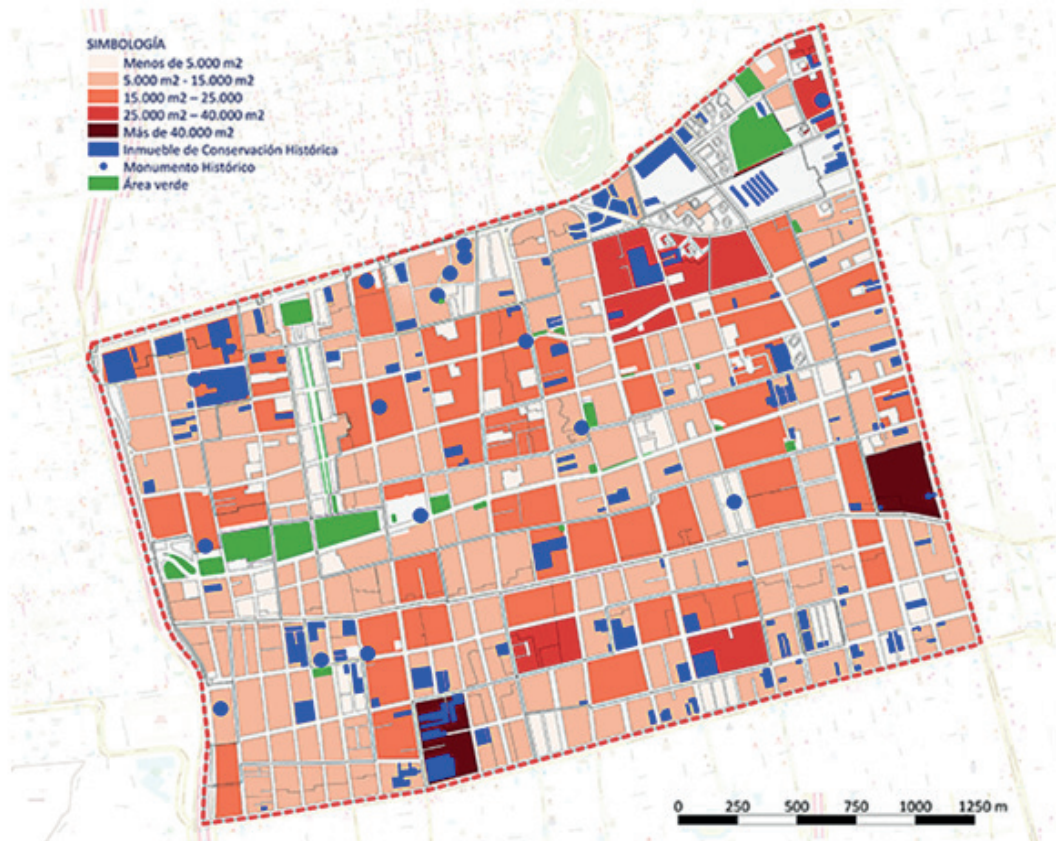 SIMBOLOGÍA
Menos de 5.000 m2
5.000 m2 - 15.000 m2
15.000 m2 – 25.000
25.000 m2 – 40.000 m2
Más de 40.000 m2
Inmueble de Conservación Histórica
Monumento Histórico
Área verde
0 250 500 750 1000 1250 m